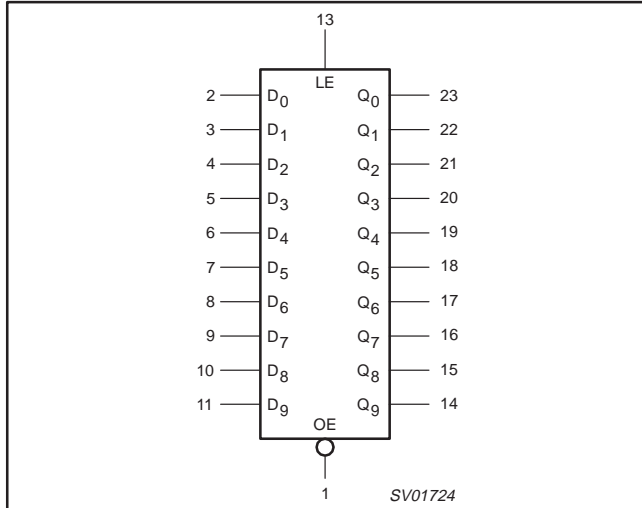 13
LE
2 D0 Q0 23
3 D1 Q1 22
4 D2 Q2 21
5 D3 Q3 20
6 D4 Q4 19
7 D5 Q5 18
8 D6 Q6 17
9 D7 Q7 16
10 D8 Q8 15
11 D9 Q9 14
OE
1
SV01724